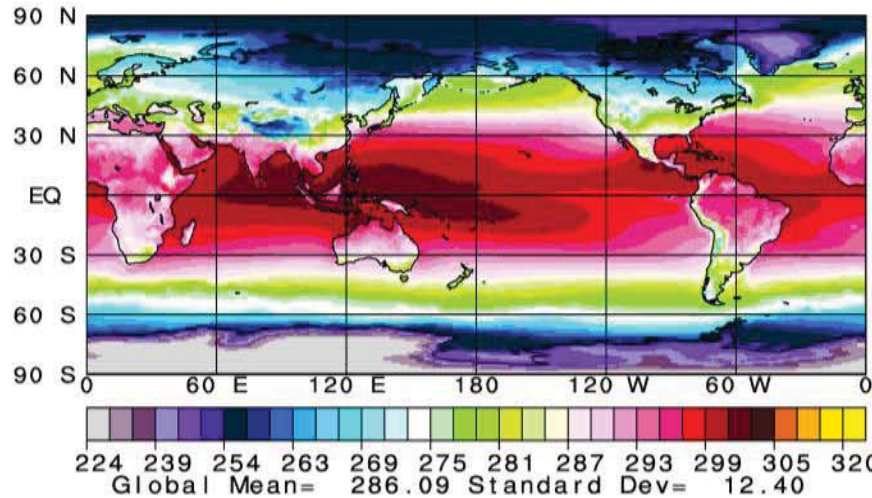 90 N
60 N
30 N
EQ
30 S
60 S
90 S
0 60 E 120 E 180 120 W 60 W 0
224 239 254 263 269 275 281 287 293 299 305 320
Global Mean= 286.09 Standard Dev= 12.40